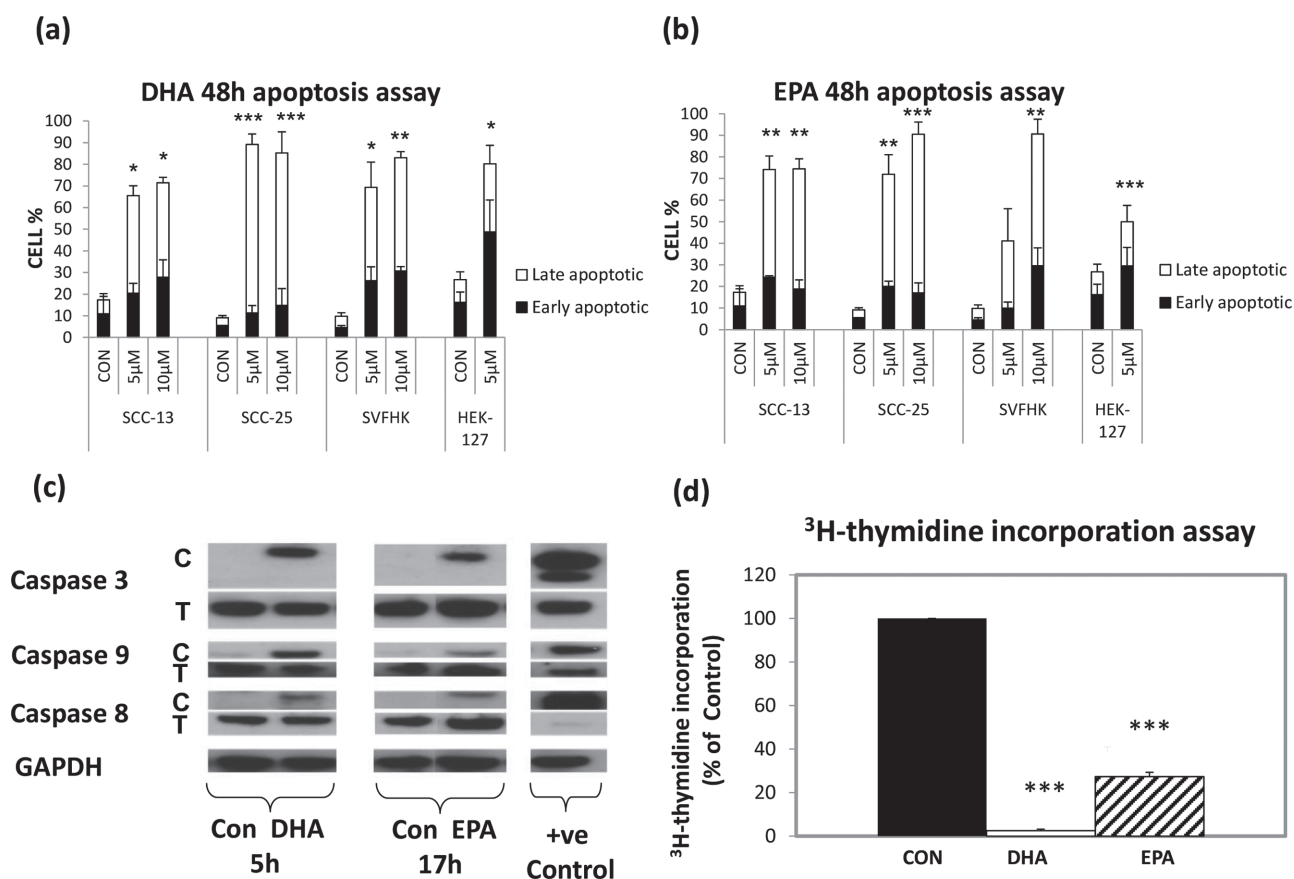 (a)
DHA 48h apoptosis assay
CELL %
100
90
80
70
60
50
40
30
20
10
0
* * *** *** * ** *
Late apoptotic
Early apoptotic
CON 5µM 10µM CON 5µM 10µM CON 5µM 10µM CON 5µM
SCC-13 SCC-25 SVFHK HEK-
127
(b)
EPA 48h apoptosis assay
CELL %
100
90
80
70
60
50
40
30
20
10
0
** ** ** *** ** ***
Late apoptotic
Early apoptotic
CON 5µM 10µM CON 5µM 10µM CON 5µM 10µM CON 5µM
SCC-13 SCC-25 SVFHK HEK-
127
(c)
Caspase 3
C
T
Caspase 9
C
T
Caspase 8
C
T
GAPDH
Con DHA
5h
Con EPA
17h
+ve
Control
(d)
³H-thymidine incorporation assay
³H-thymidine incorporation
(% of Control)
120
100
80
60
40
20
0
*** ***
CON DHA EPA